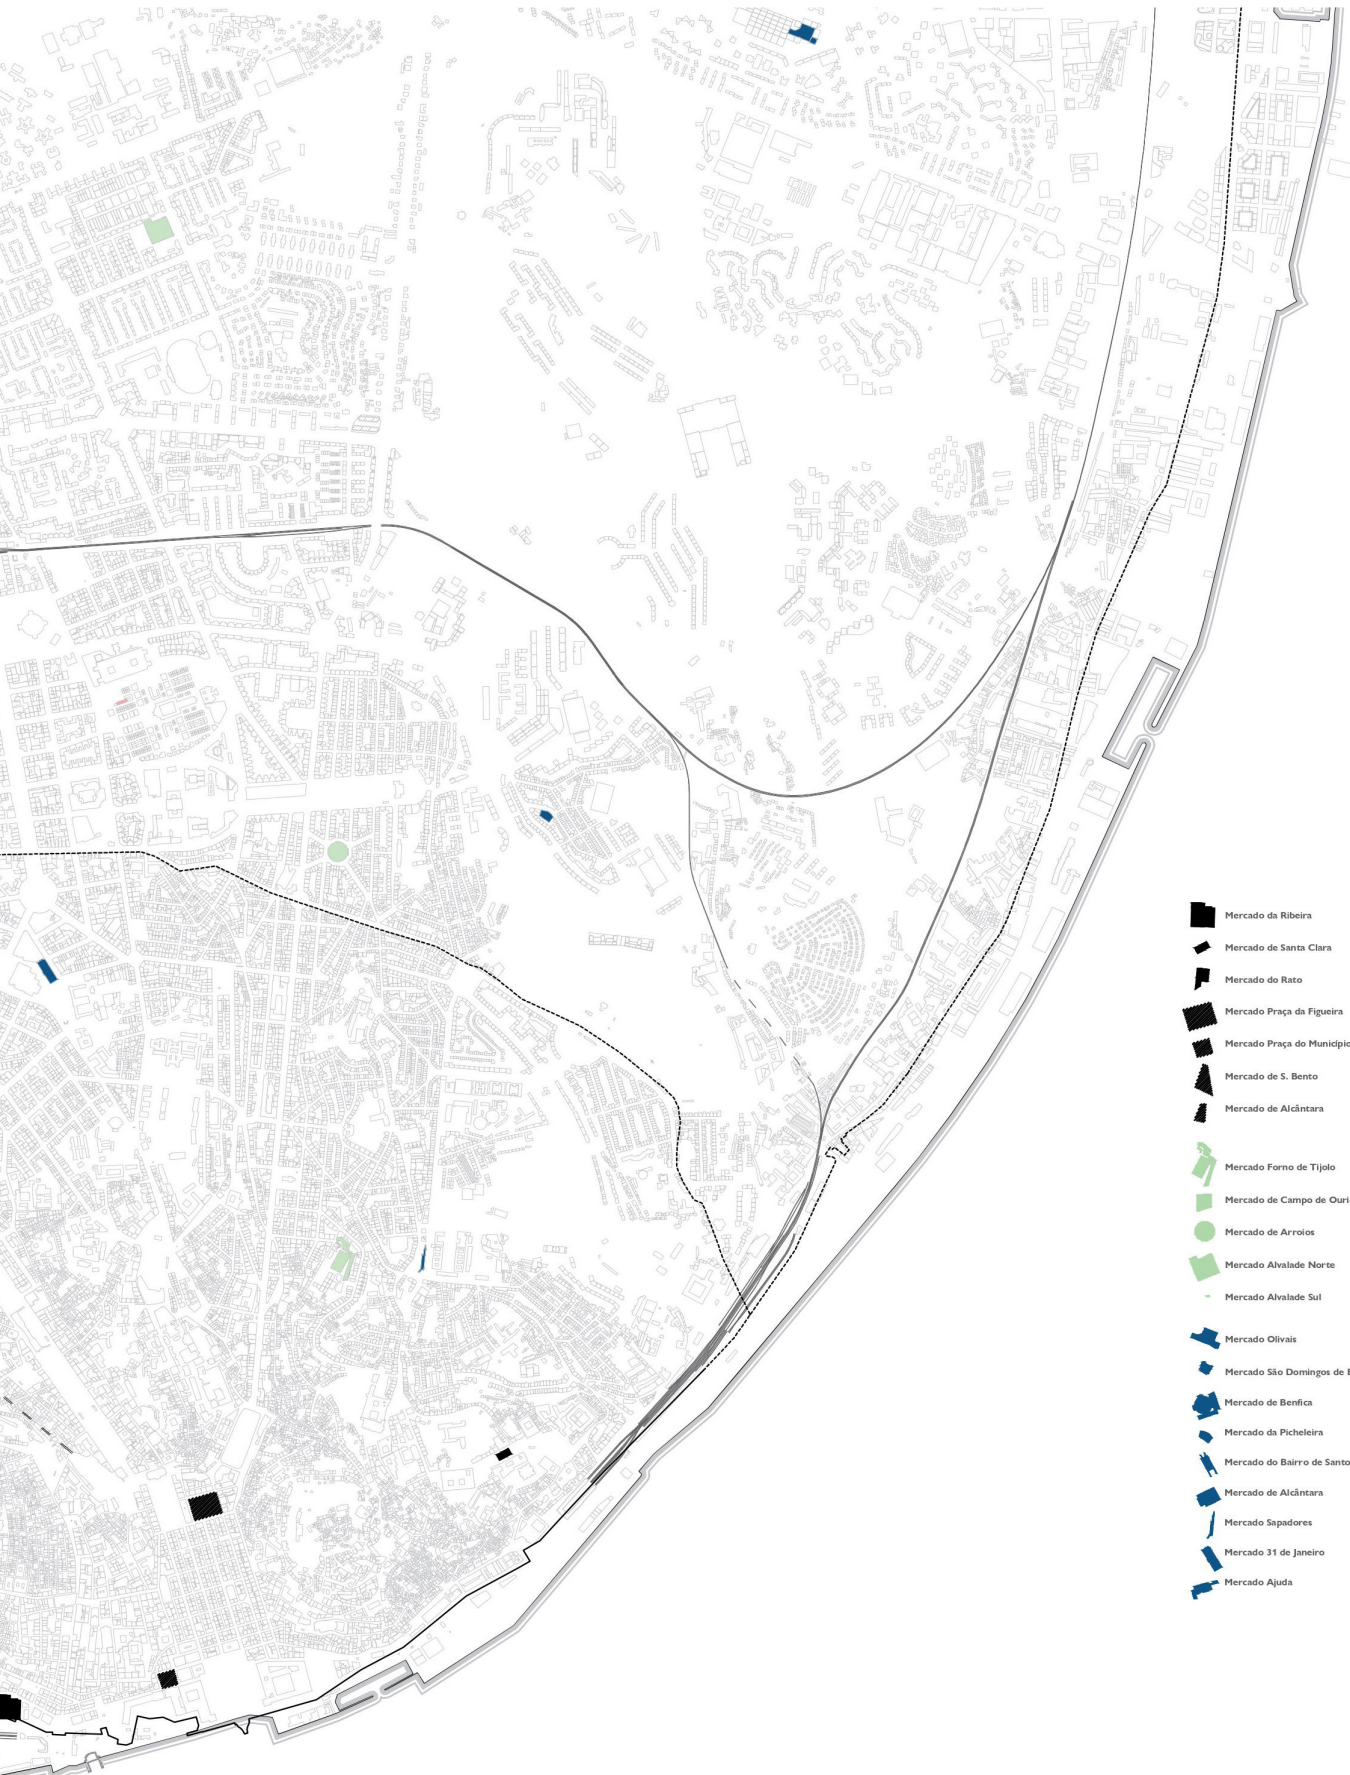 Mercado da Ribeira
Mercado de Santa Clara
Mercado do Rato
Mercado Praça da Figueira
Mercado Praça do Município
Mercado de S. Bento
Mercado de Alcântara
Mercado Forno de Tijolo
Mercado de Campo de Ouri
Mercado de Arroios
Mercado Alvalade Norte
Mercado Alvalade Sul
Mercado Olivais
Mercado São Domingos de B
Mercado de Benfica
Mercado da Picheleira
Mercado do Bairro de Santo
Mercado de Alcântara
Mercado Sapadores
Mercado 31 de Janeiro
Mercado Ajuda